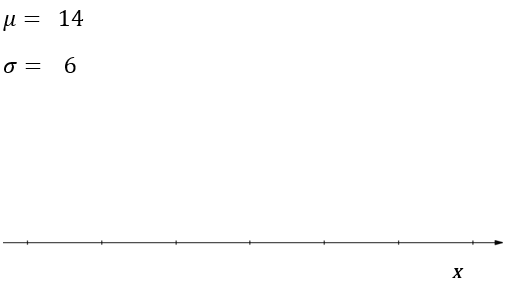 μ = 14
σ = 6
x